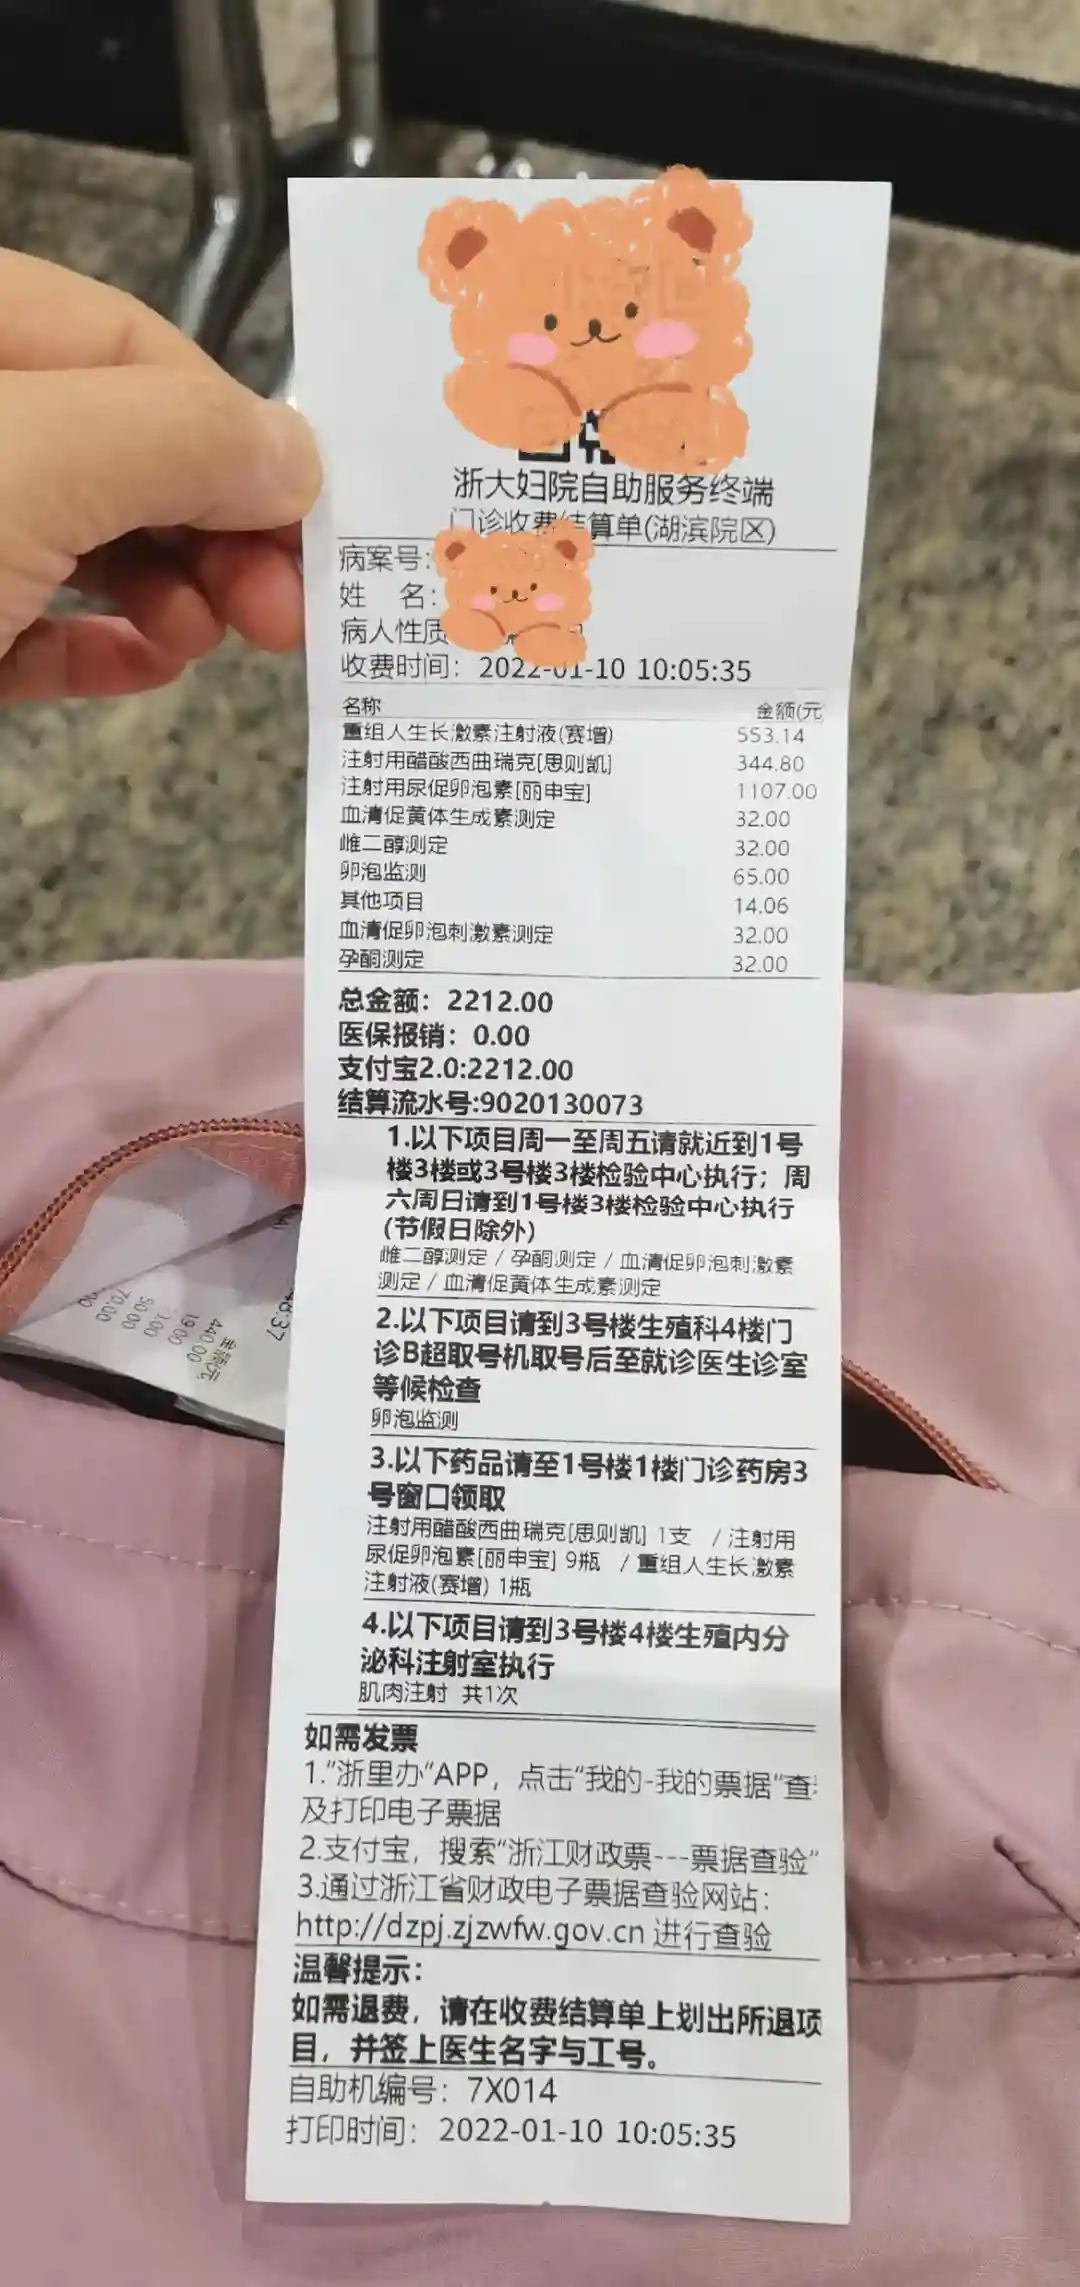 浙大妇院自助服务终端
门诊收费结算单(湖滨院区)
病案号:
姓 名:
病人性质
收费时间: 2022-01-10 10:05:35
名称 金额(元
重组人生长激素注射液(赛增) 553.14
注射用醋酸西曲瑞克[思则凯] 344.80
注射用尿促卵泡素[丽申宝] 1107.00
血清促黄体生成素测定 32.00
雌二醇测定 32.00
卵泡监测 65.00
其他项目 14.06
血清促卵泡刺激素测定 32.00
孕酮测定 32.00
总金额: 2212.00
医保报销: 0.00
支付宝2.0:2212.00
结算流水号:9020130073
1.以下项目周一至周五请就近到1号
楼3楼或3号楼3楼检验中心执行; 周
六周日请到1号楼3楼检验中心执行
(节假日除外)
雌二醇测定 / 孕酮测定 / 血清促卵泡刺激素
测定 / 血清促黄体生成素测定
2.以下项目请到3号楼生殖科4楼门
诊B超取号机取号后至就诊医生诊室
等候检查
卵泡监测
3.以下药品请至1号楼1楼门诊药房3
号窗口领取
注射用醋酸西曲瑞克[思则凯] 1支 / 注射用
尿促卵泡素[丽申宝] 9瓶 / 重组人生长激素
注射液(赛增) 1瓶
4.以下项目请到3号楼4楼生殖内分
泌科注射室执行
肌肉注射 共1次
如需发票
1."浙里办"APP, 点击"我的-我的票据"查
及打印电子票据
2.支付宝, 搜索"浙江财政票---票据查验"
3.通过浙江省财政电子票据查验网站:
http://dzpj.zjzwfw.gov.cn 进行查验
温馨提示:
如需退费, 请在收费结算单上划出所退项
目, 并签上医生名字与工号。
自助机编号: 7X014
打印时间: 2022-01-10 10:05:35
金额(元
440.00
19.00
50.00
70.00
48.37